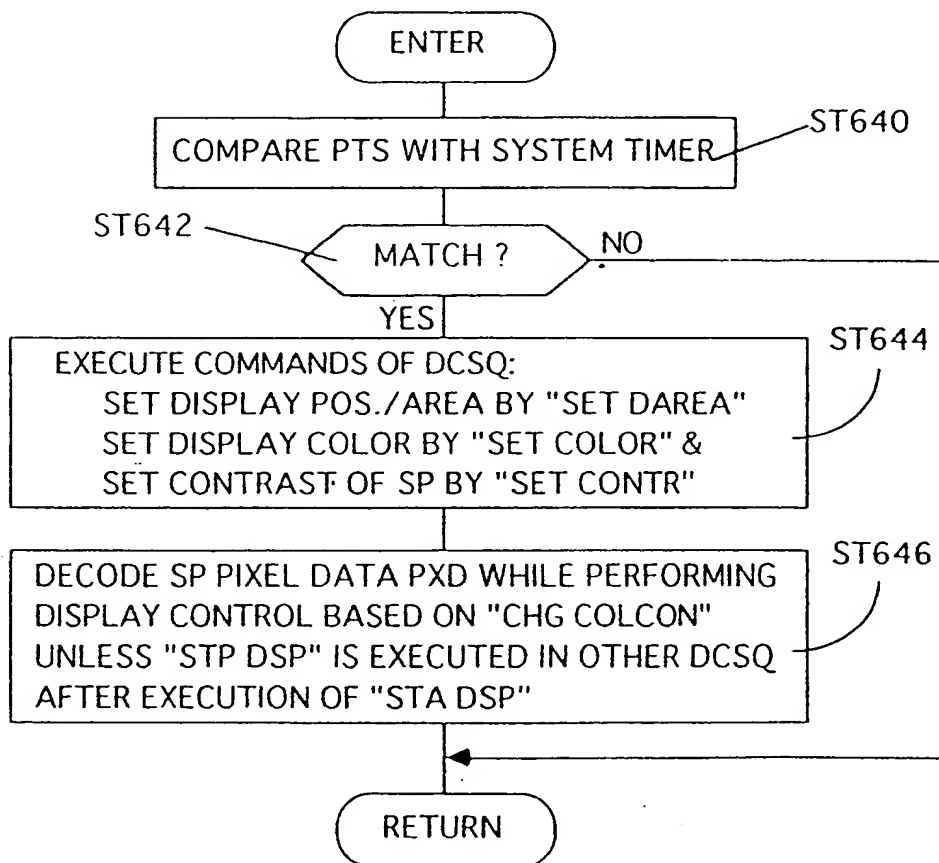 ENTER
COMPARE PTS WITH SYSTEM TIMER
ST640
ST642
MATCH ?
NO
YES
ST644
EXECUTE COMMANDS OF DCSQ:
SET DISPLAY POS./AREA BY "SET DAREA"
SET DISPLAY COLOR BY "SET COLOR" &
SET CONTRAST OF SP BY "SET CONTR"
ST646
DECODE SP PIXEL DATA PXD WHILE PERFORMING
DISPLAY CONTROL BASED ON "CHG COLCON"
UNLESS "STP DSP" IS EXECUTED IN OTHER DCSQ
AFTER EXECUTION OF "STA DSP"
RETURN